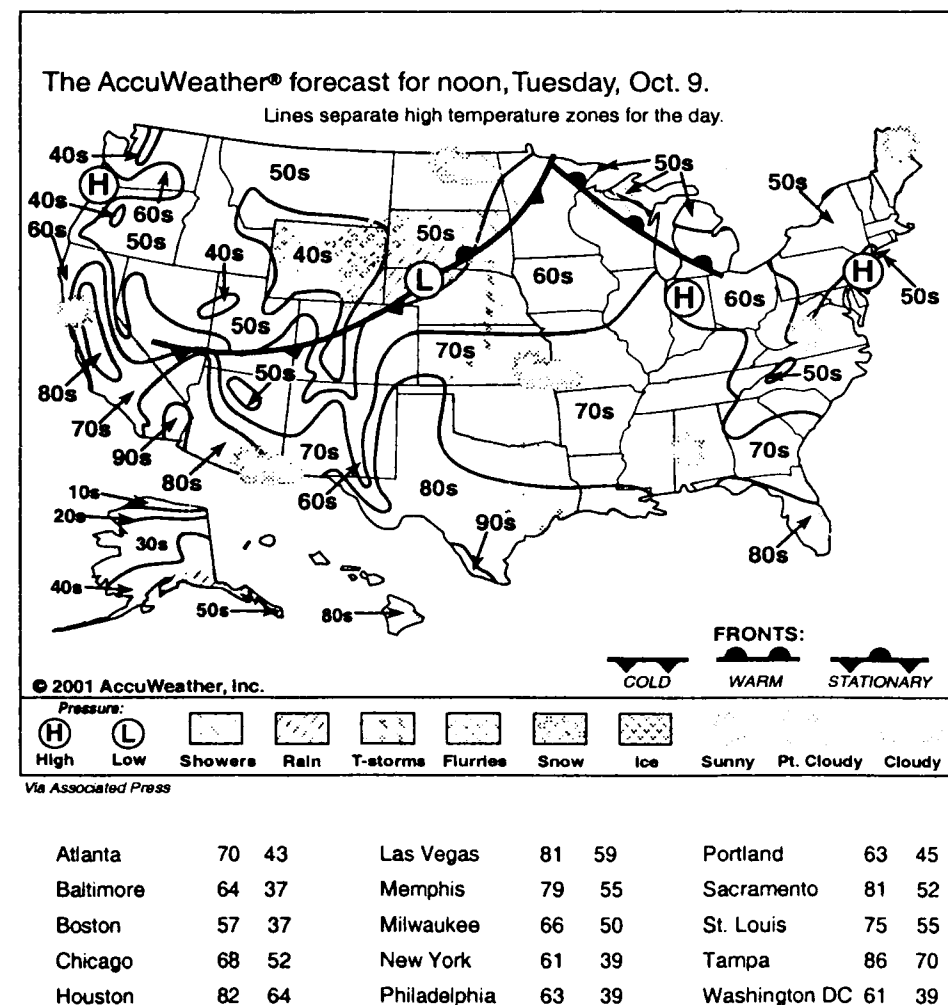 The AccuWeather® forecast for noon, Tuesday, Oct. 9.
Lines separate high temperature zones for the day.
40s
50s
50s
50s
40s
60s
60s
50s
40s
40s
50s
50s
60s
60s
50s
50s
70s
50s
50s
80s
70s
70s
70s
90s
80s
70s
60s
80s
90s
80s
10s
20s
30s
40s
50s
80s
H
L
H
H
FRONTS:
COLD WARM STATIONARY
© 2001 AccuWeather, Inc.
Pressure:
H L
High Low Showers Rain T-storms Flurries Snow Ice Sunny Pt. Cloudy Cloudy
Via Associated Press
Atlanta 70 43 Las Vegas 81 59 Portland 63 45
Baltimore 64 37 Memphis 79 55 Sacramento 81 52
Boston 57 37 Milwaukee 66 50 St. Louis 75 55
Chicago 68 52 New York 61 39 Tampa 86 70
Houston 82 64 Philadelphia 63 39 Washington DC 61 39